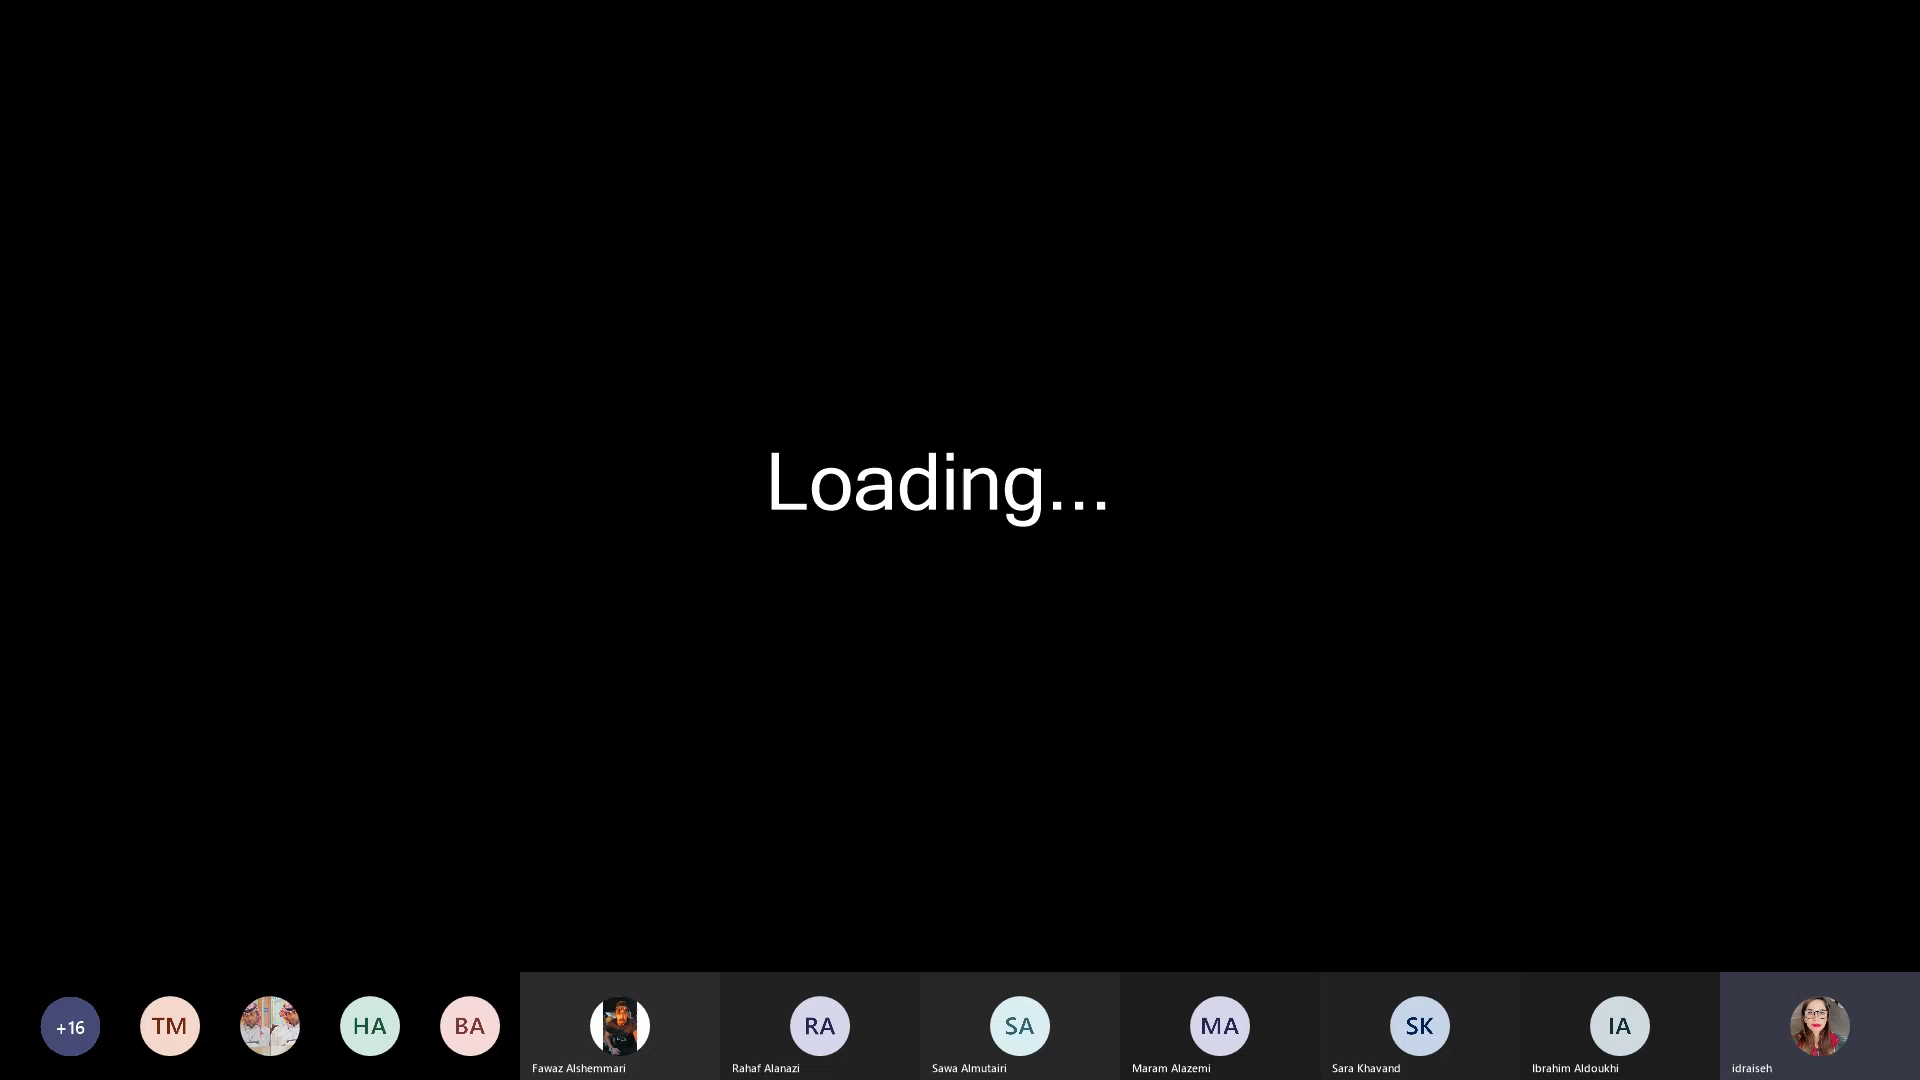 Loading...
+16
TM
HA
BA
RA
SA
MA
SK
IA
Fawaz Alshemmari
Rahaf Alanazi
Sawa Almutairi
Maram Alazemi
Sara Khavand
Ibrahim Aldoukhi
idraiseh